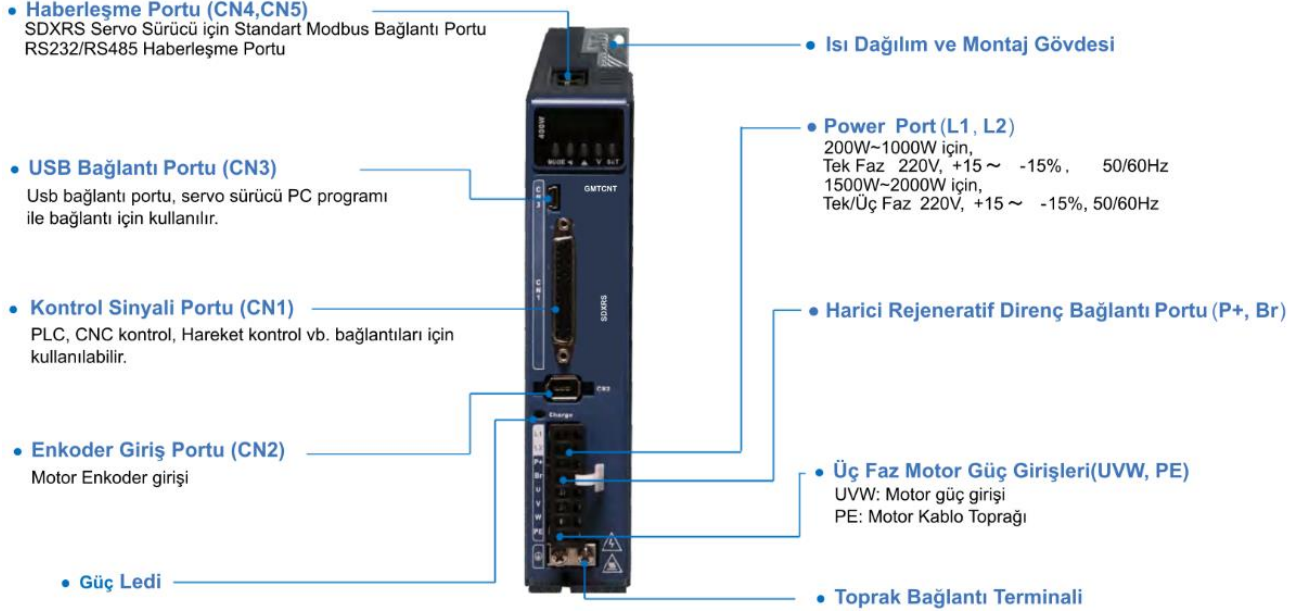 Haberleşme Portu (CN4,CN5)
SDXRS Servo Sürücü için Standart Modbus Bağlantı Portu
RS232/RS485 Haberleşme Portu
USB Bağlantı Portu (CN3)
Usb bağlantı portu, servo sürücü PC programı
ile bağlantı için kullanılır.
Kontrol Sinyali Portu (CN1)
PLC, CNC kontrol, Hareket kontrol vb. bağlantıları için
kullanılabilir.
Enkoder Giriş Portu (CN2)
Motor Enkoder girişi
Güç Ledi
400W
MODE ◄ ▲ V SET
CN3
GMTCNT
CN1
SDXRS
CN2
Charge
L1
L2
P+
Br
U
V
W
PE
Isı Dağılım ve Montaj Gövdesi
Power Port (L1, L2)
200W~1000W için,
Tek Faz 220V, +15 ~ -15%, 50/60Hz
1500W~2000W için,
Tek/Üç Faz 220V, +15 ~ -15%, 50/60Hz
Harici Rejeneratif Direnç Bağlantı Portu (P+, Br)
Üç Faz Motor Güç Girişleri(UVW, PE)
UVW: Motor güç girişi
PE: Motor Kablo Toprağı
Toprak Bağlantı Terminali